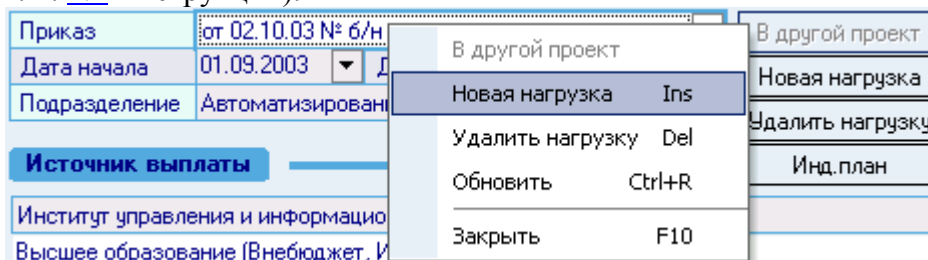 Приказ от 02.10.03 № б/н
Дата начала 01.09.2003
Подразделение Автоматизирован
Источник выплаты
Институт управления и информацио
Высшее образование (Внебюджет, И
В другой проект
Новая нагрузка Ins
Удалить нагрузку Del
Обновить Ctrl+R
Закрыть F10
В другой проект
Новая нагрузка
Удалить нагрузку
Инд.план